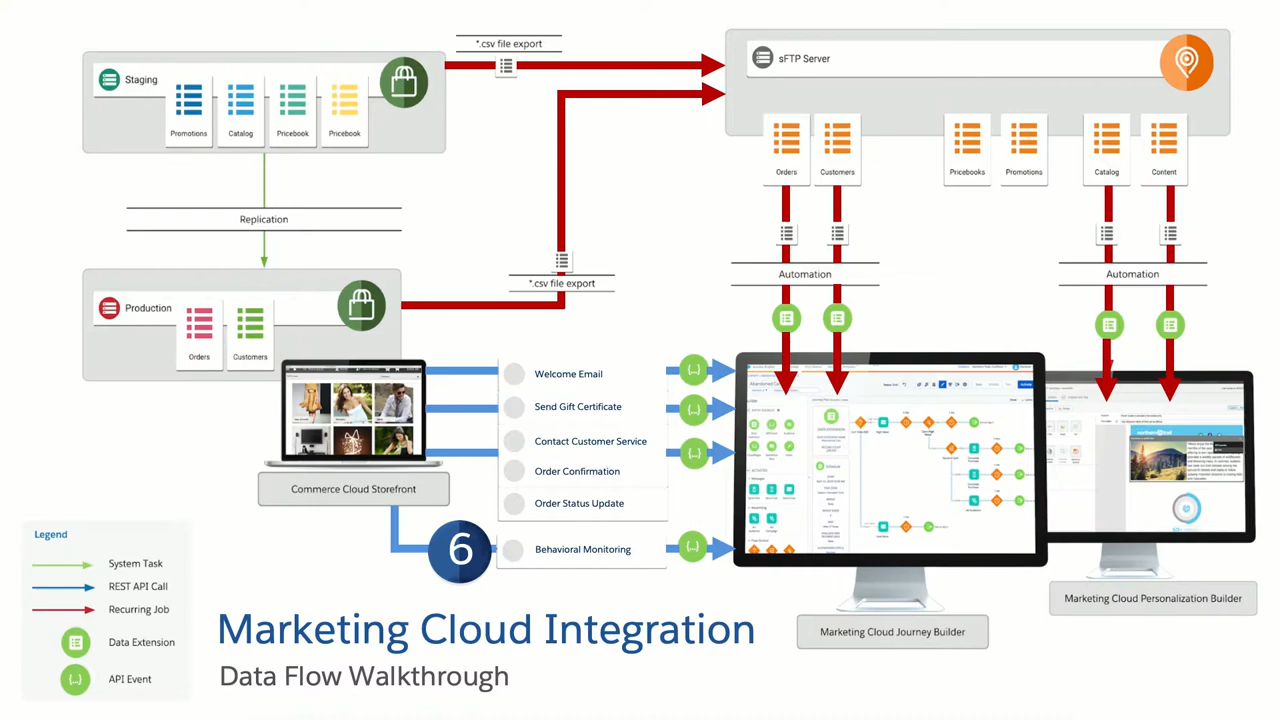 *.csv file export
Staging
Promotions
Catalog
Pricebook
Pricebook
sFTP Server
Orders
Customers
Pricebooks
Promotions
Catalog
Content
Replication
Automation
Automation
*.csv file export
Production
Orders
Customers
Welcome Email
Send Gift Certificate
Contact Customer Service
Order Confirmation
Order Status Update
Behavioral Monitoring
{...}
{...}
{...}
{...}
Commerce Cloud Storefront
6
Marketing Cloud Journey Builder
Marketing Cloud Personalization Builder
Legend
System Task
REST API Call
Recurring Job
Data Extension
{...}
API Event
Marketing Cloud Integration
Data Flow Walkthrough